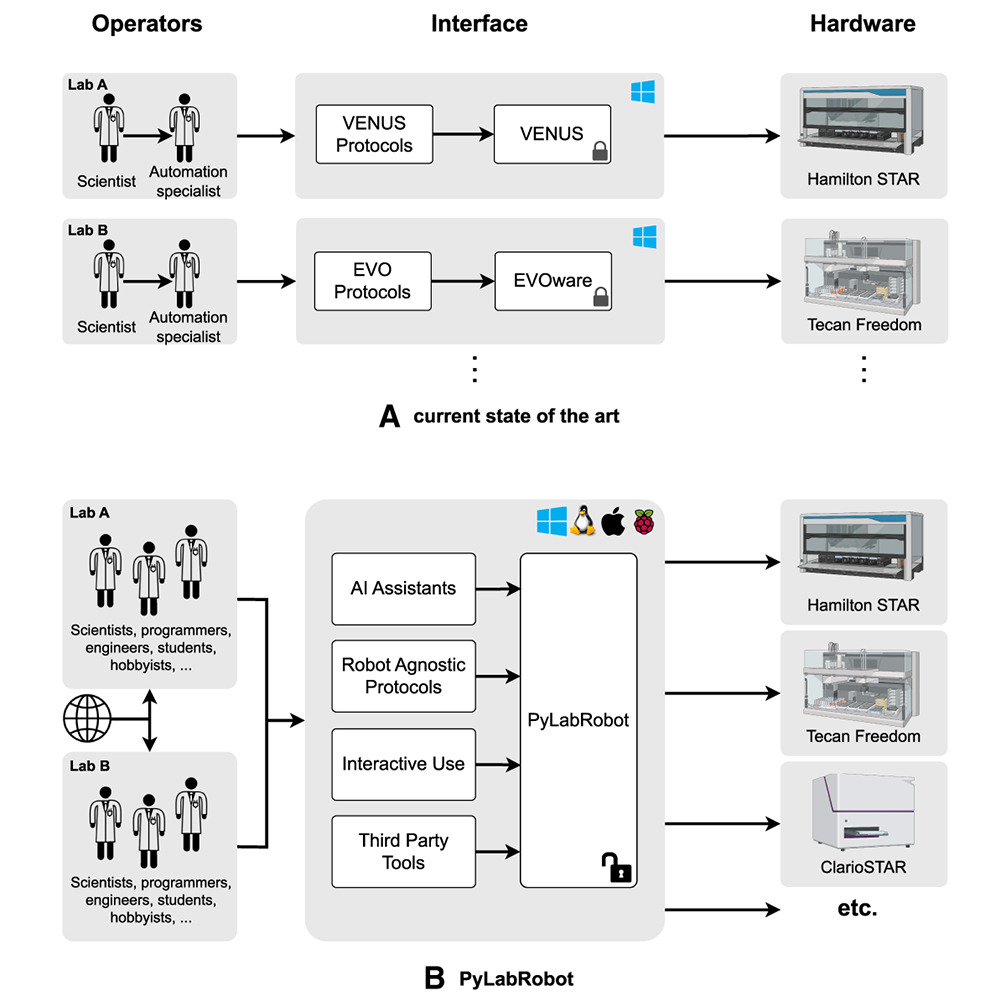 Operators
Interface
Hardware
Lab A
Scientist
Automation
specialist
VENUS
Protocols
VENUS
Hamilton STAR
Lab B
Scientist
Automation
specialist
EVO
Protocols
EVOware
Tecan Freedom
A current state of the art
Lab A
Scientists, programmers,
engineers, students,
hobbyists, ...
Lab B
Scientists, programmers,
engineers, students,
hobbyists, ...
AI Assistants
Robot Agnostic
Protocols
Interactive Use
Third Party
Tools
PyLabRobot
Hamilton STAR
Tecan Freedom
ClarioSTAR
etc.
B PyLabRobot